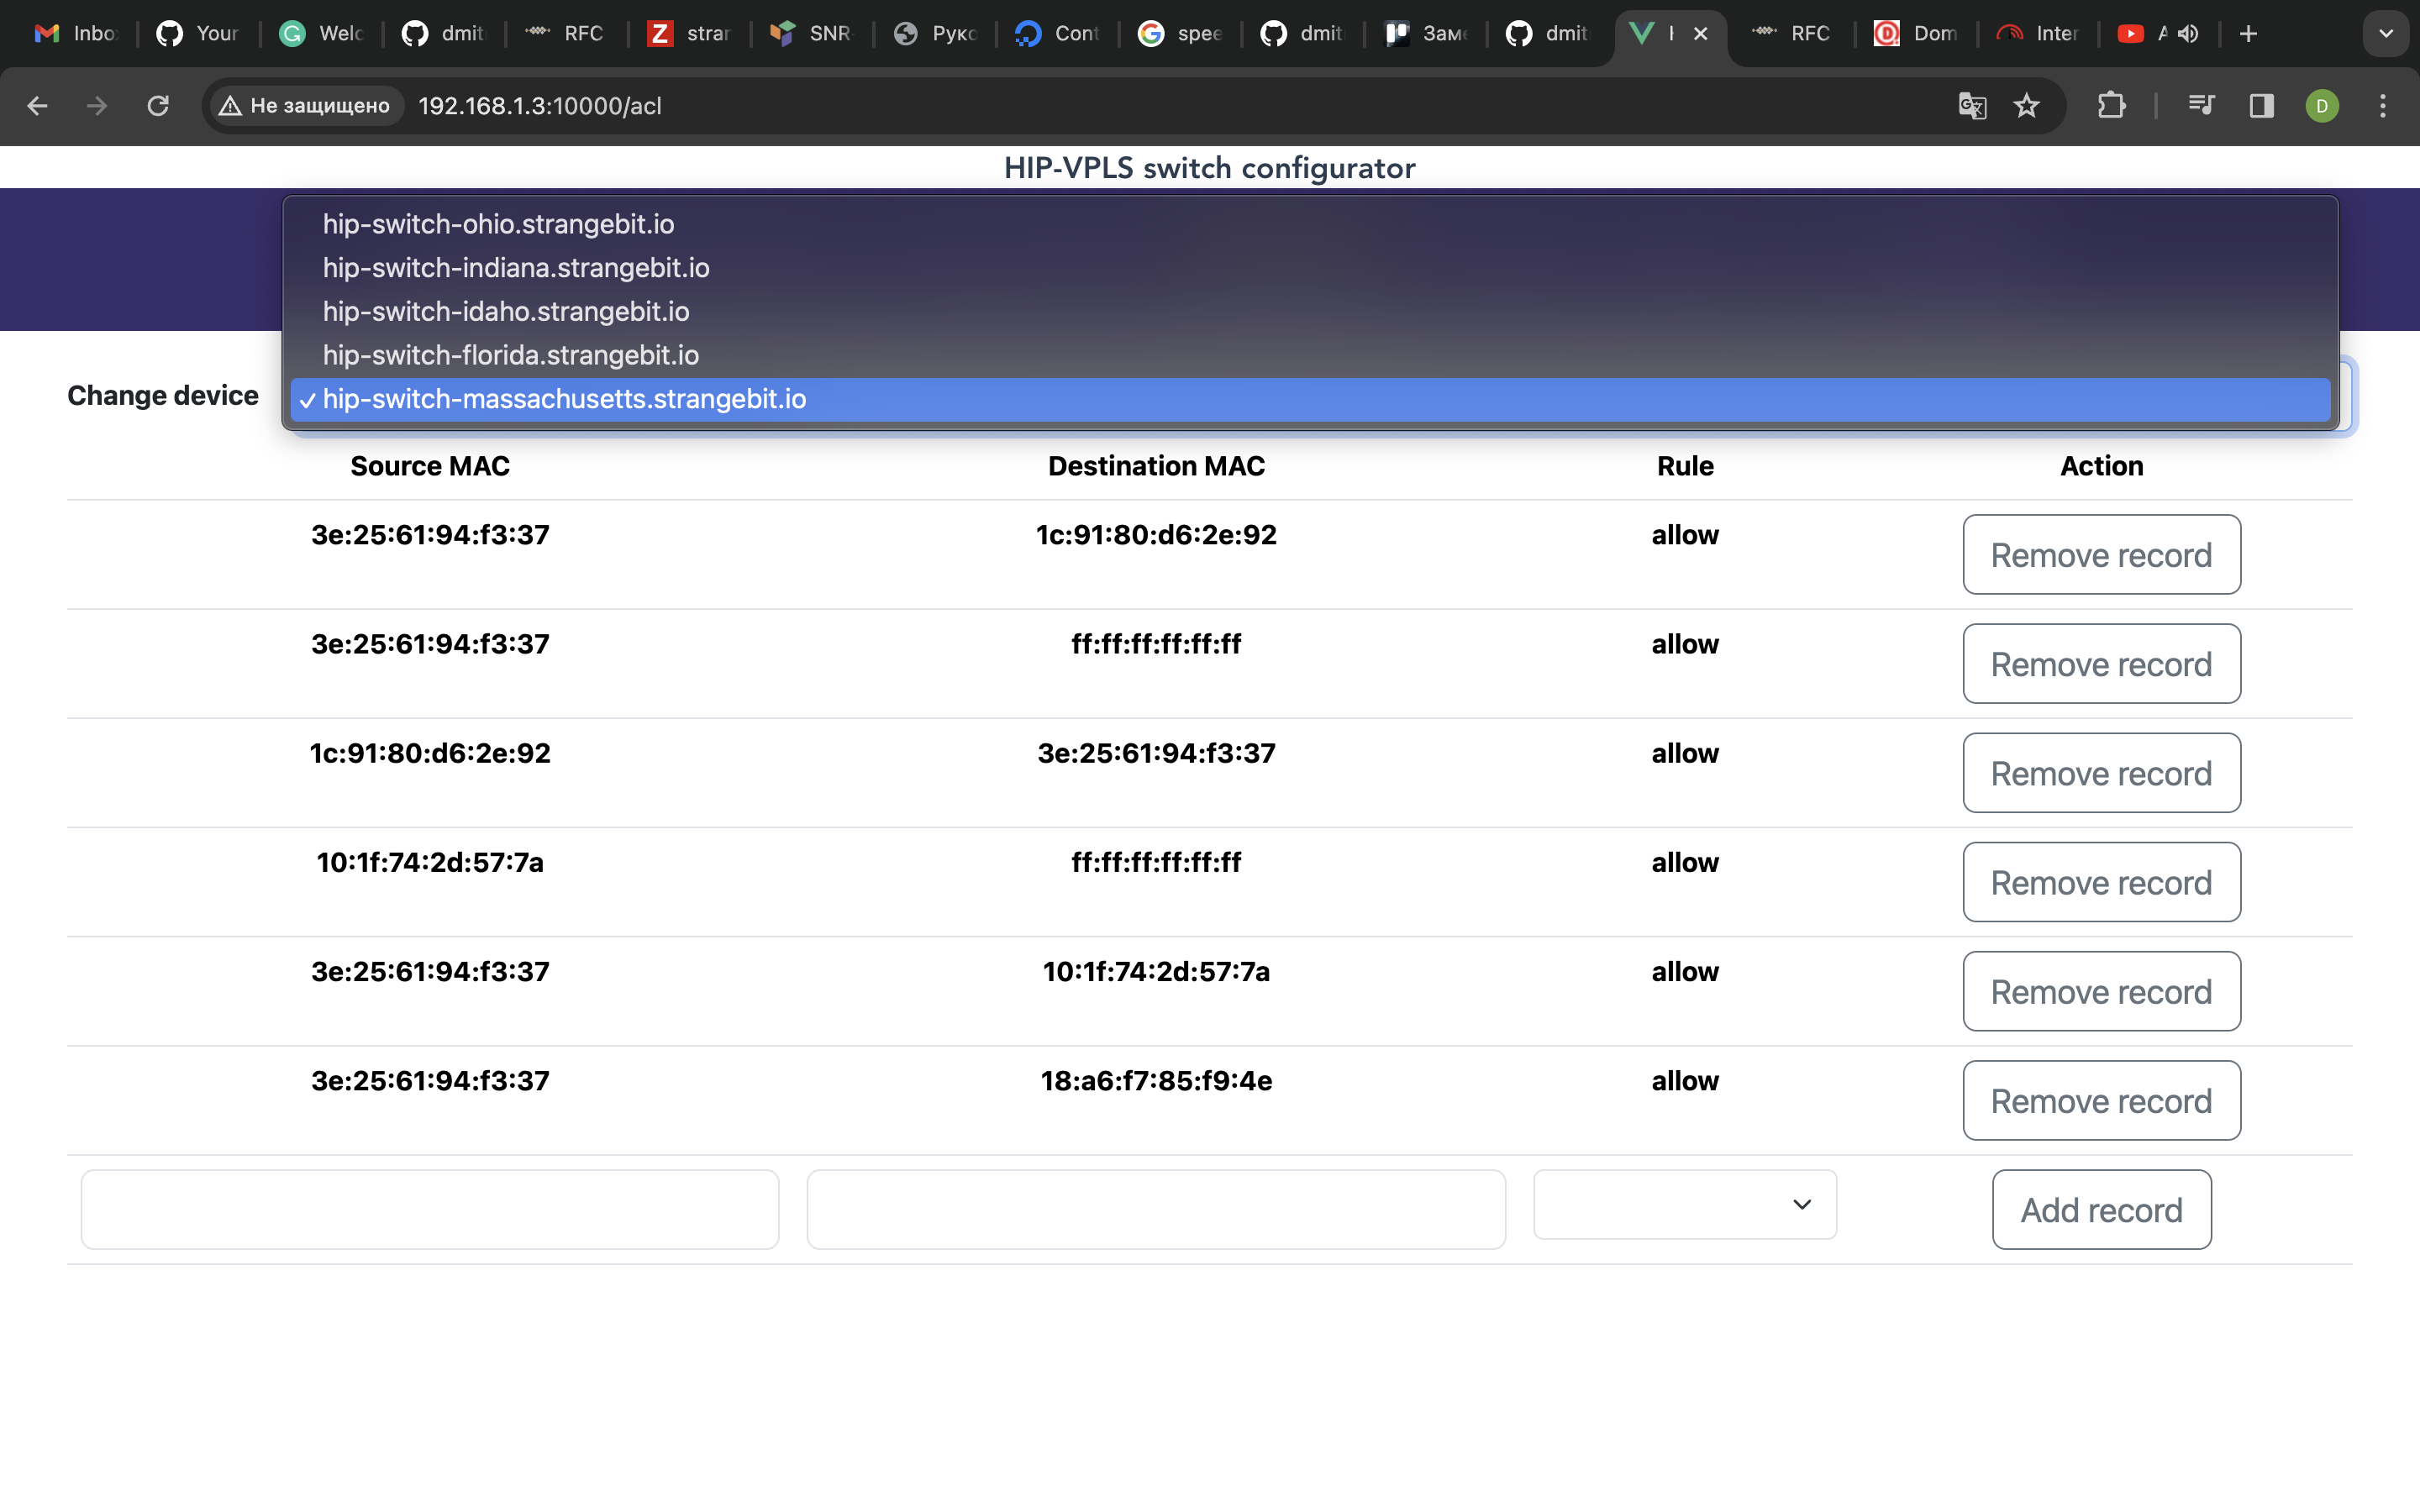 Inbo Your Welc dmit RFC strar SNR Руко Cont spee dmit Заме dmit RFC Dom Inter
Не защищено 192.168.1.3:10000/acl D
HIP-VPLS switch configurator
hip-switch-ohio.strangebit.io
hip-switch-indiana.strangebit.io
hip-switch-idaho.strangebit.io
hip-switch-florida.strangebit.io
Change device ✓ hip-switch-massachusetts.strangebit.io
Source MAC Destination MAC Rule Action
3e:25:61:94:f3:37 1c:91:80:d6:2e:92 allow Remove record
3e:25:61:94:f3:37 ff:ff:ff:ff:ff:ff allow Remove record
1c:91:80:d6:2e:92 3e:25:61:94:f3:37 allow Remove record
10:1f:74:2d:57:7a ff:ff:ff:ff:ff:ff allow Remove record
3e:25:61:94:f3:37 10:1f:74:2d:57:7a allow Remove record
3e:25:61:94:f3:37 18:a6:f7:85:f9:4e allow Remove record
Add record